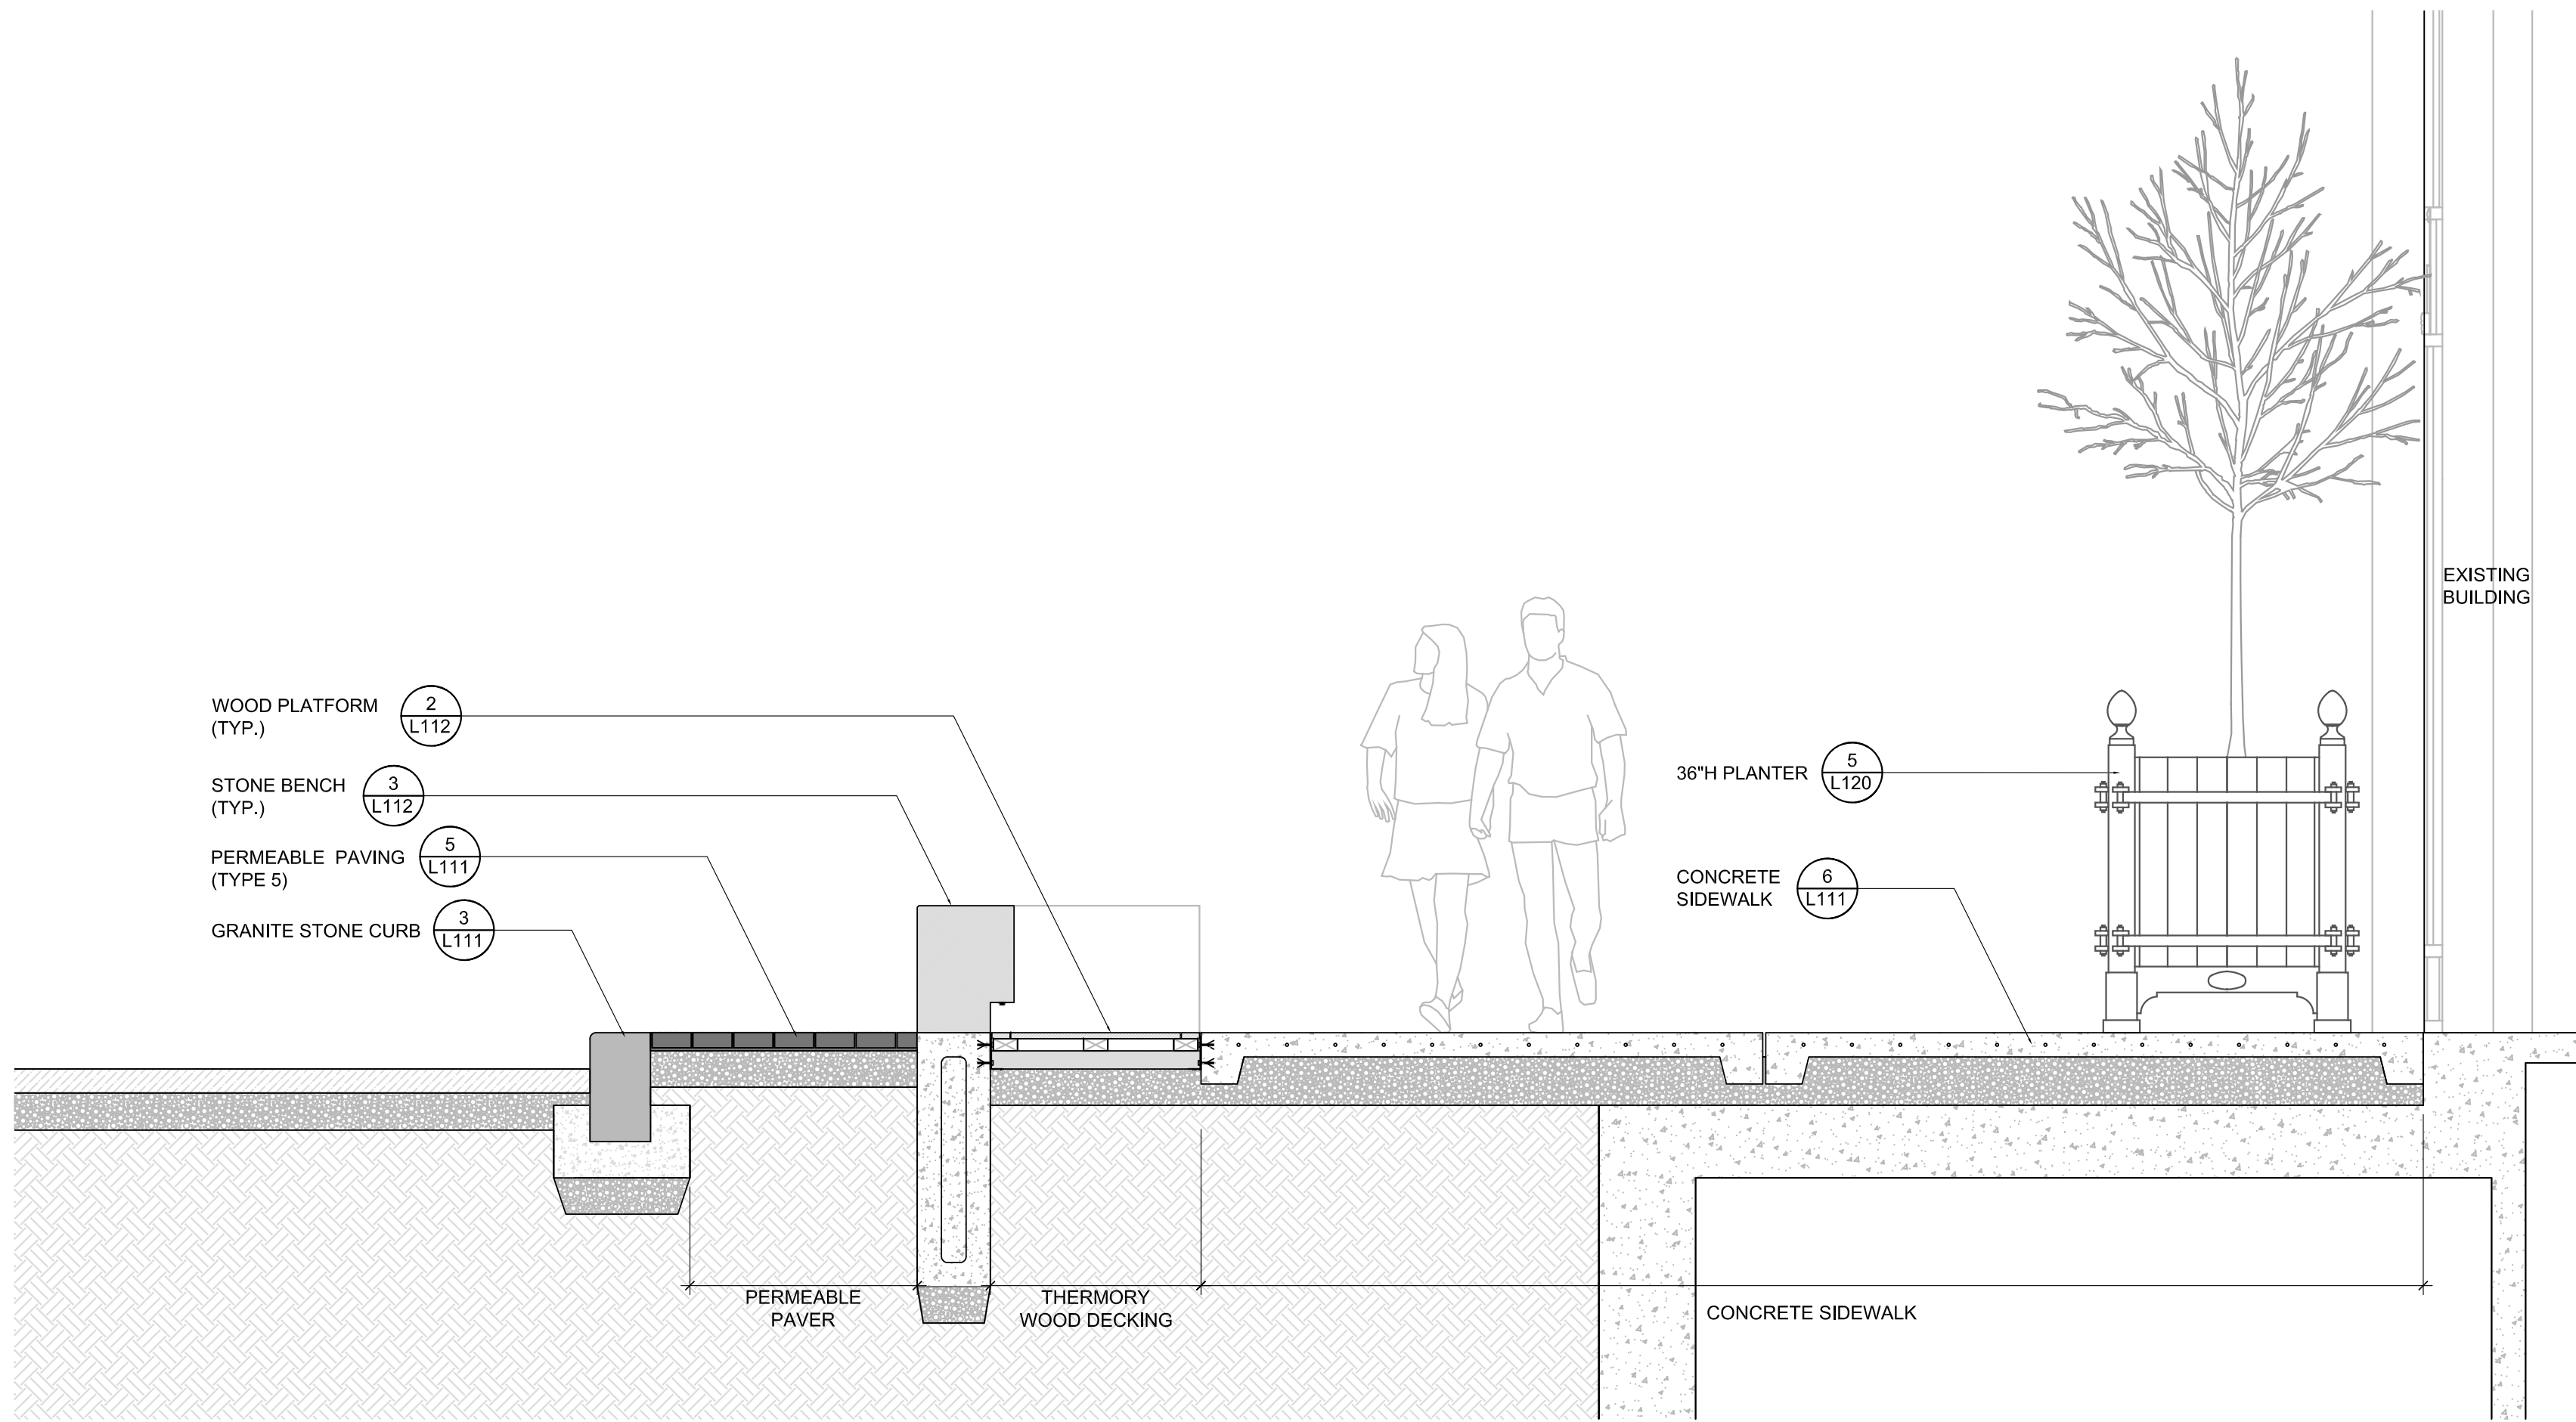 EXISTING
BUILDING
WOOD PLATFORM
(TYP.)
2
L112
STONE BENCH
(TYP.)
3
L112
36"H PLANTER
5
L120
PERMEABLE PAVING
(TYPE 5)
5
L111
CONCRETE
SIDEWALK
6
L111
GRANITE STONE CURB
3
L111
PERMEABLE
PAVER
THERMORY
WOOD DECKING
CONCRETE SIDEWALK